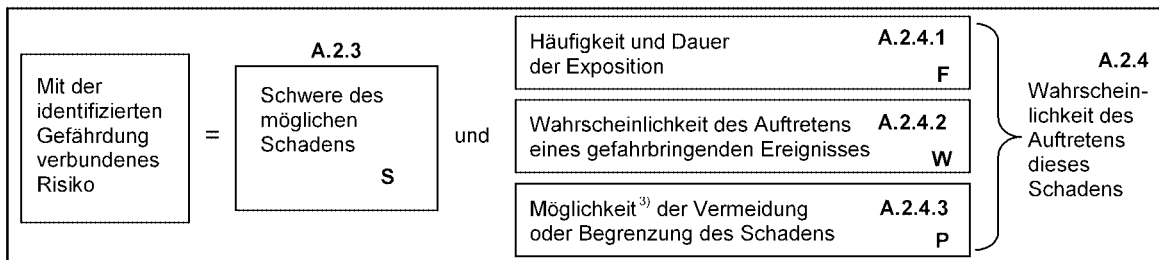 Mit der
identifizierten
Gefährdung
verbundenes
Risiko
=
A.2.3
Schwere des
möglichen
Schadens
S
und
Häufigkeit und Dauer A.2.4.1
der Exposition F
Wahrscheinlichkeit des Auftretens A.2.4.2
eines gefahrbringenden Ereignisses W
Möglichkeit³⁾ der Vermeidung A.2.4.3
oder Begrenzung des Schadens P
A.2.4
Wahrschein-
lichkeit des
Auftretens
dieses
Schadens